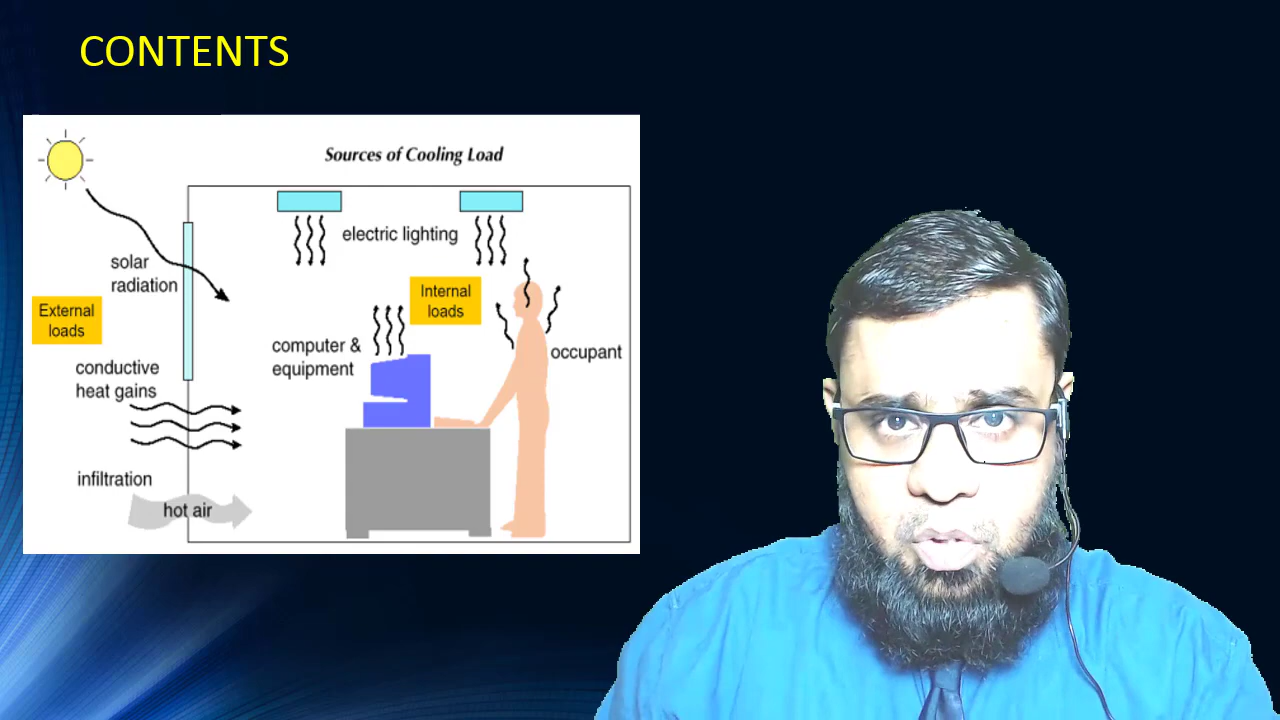 CONTENTS
Sources of Cooling Load
electric lighting
solar
radiation
External
loads
Internal
loads
computer &
equipment
occupant
conductive
heat gains
infiltration
hot air